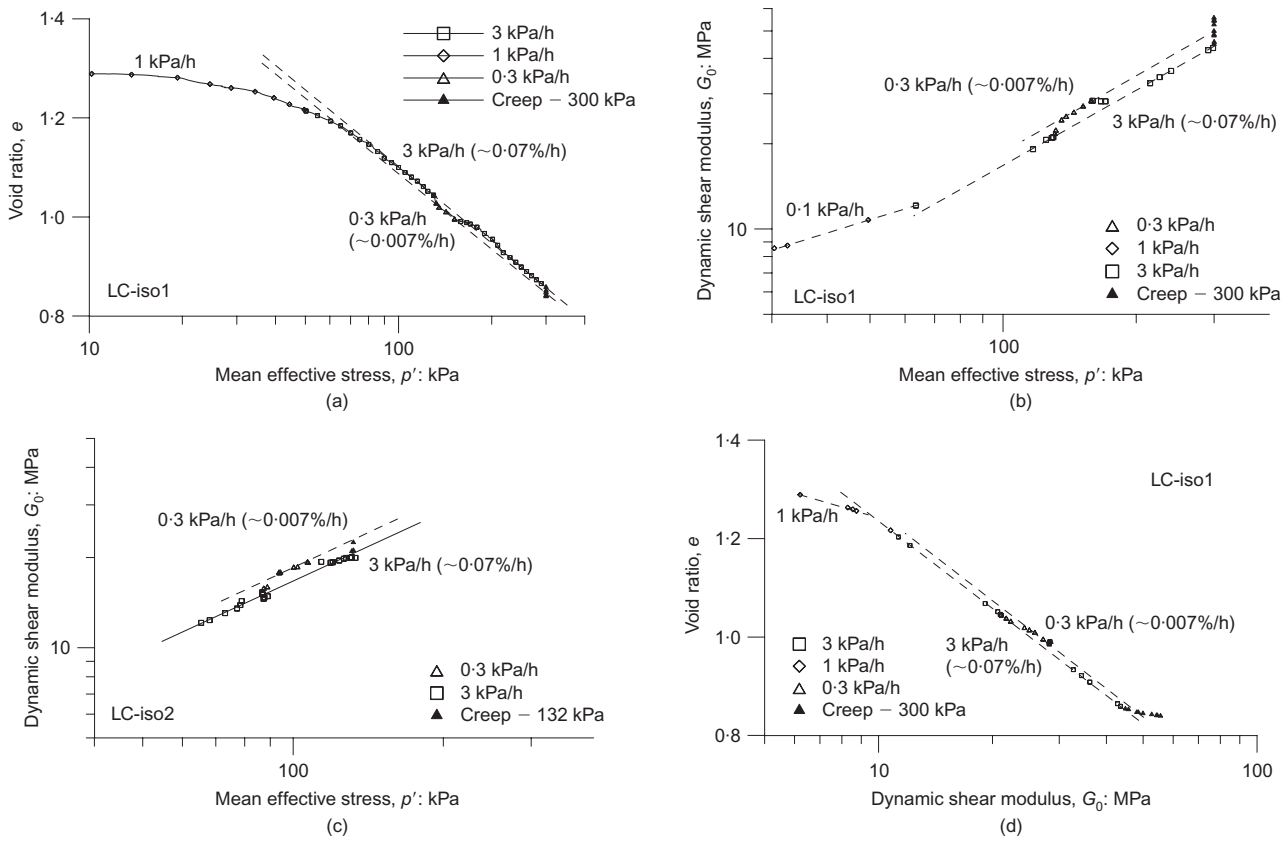 1·4
1·3
1·2
1·0
0·8
Void ratio, e
1 kPa/h
3 kPa/h
1 kPa/h
0·3 kPa/h
Creep − 300 kPa
3 kPa/h (~0·07%/h)
0·3 kPa/h
(~0·007%/h)
LC-iso1
10
100
Mean effective stress, p′: kPa
(a)
Dynamic shear modulus, G0: MPa
10
0·3 kPa/h (~0·007%/h)
3 kPa/h (~0·07%/h)
0·1 kPa/h
0·3 kPa/h
1 kPa/h
3 kPa/h
Creep − 300 kPa
LC-iso1
100
Mean effective stress, p′: kPa
(b)
Dynamic shear modulus, G0: MPa
10
0·3 kPa/h (~0·007%/h)
3 kPa/h (~0·07%/h)
0·3 kPa/h
3 kPa/h
Creep − 132 kPa
LC-iso2
100
Mean effective stress, p′: kPa
(c)
1·4
1·2
1·0
0·8
Void ratio, e
LC-iso1
1 kPa/h
0·3 kPa/h (~0·007%/h)
3 kPa/h
(~0·07%/h)
3 kPa/h
1 kPa/h
0·3 kPa/h
Creep − 300 kPa
10
100
Dynamic shear modulus, G0: MPa
(d)